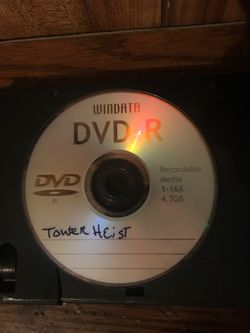 WINDATA
DVD-R
DVD
Recordable
Media
1-16X
4.7GB
R
TOWER HEIST